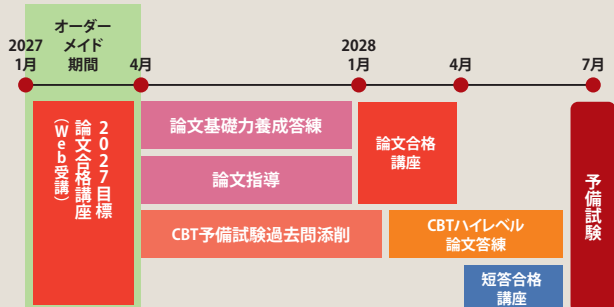 オーダー
メイド
期間
2027
1月
4月
2028
1月
4月
7月
2027目標
論文合格講座
（Web受講）
論文基礎力養成答練
論文指導
CBT予備試験過去問添削
論文合格
講座
CBTハイレベル
論文答練
短答合格
講座
予備試験